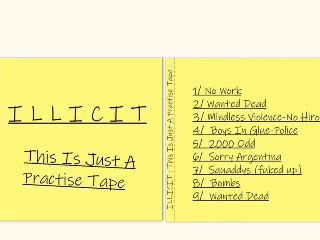 ILLICIT
This Is Just A
Practise Tape
ILLICIT : This Is Just A Practise Tape
1/ No Work
2/ Wanted Dead
3/ Mindless Violence-No Hiro
4/ Boys In Glue-Police
5/ 2000 Odd
6/ Sorry Argentina
7/ Squaddys (fuked up)
8/ Bombs
9/ Wanted Dead